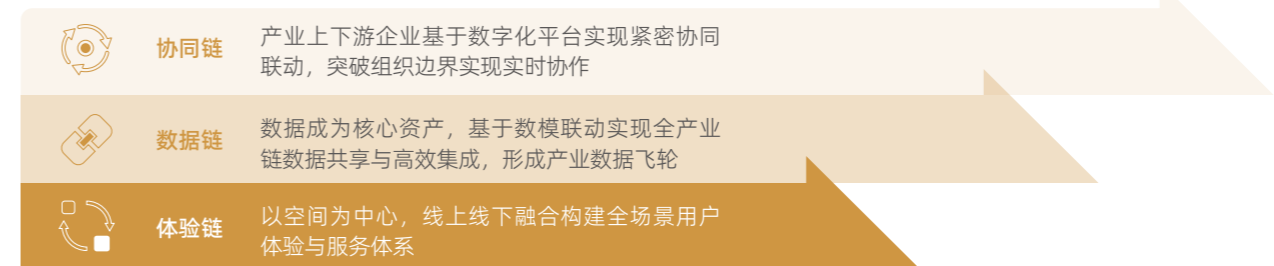 协同链
产业上下游企业基于数字化平台实现紧密协同
联动，突破组织边界实现实时协作
数据链
数据成为核心资产，基于数模联动实现全产业
链数据共享与高效集成，形成产业数据飞轮
体验链
以空间为中心，线上线下融合构建全场景用户
体验与服务体系